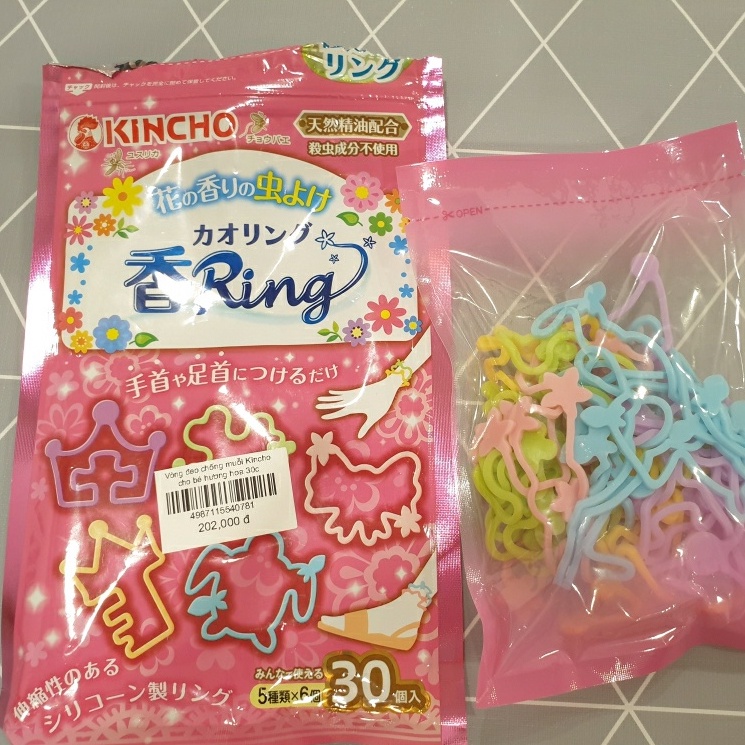 リング
チャック
KINCHO
ユスリカ
チョウバエ
天然精油配合
殺虫成分不使用
花の香りの虫よけ
カオリング
香Ring
手首や足首につけるだけ
Vòng đeo chống muỗi Kincho
cho bé hương hoa 30c
4987115540781
202,000 đ
伸縮性のある
シリコーン製リング
みんなで使える
5種類×6個
30個入
OPEN